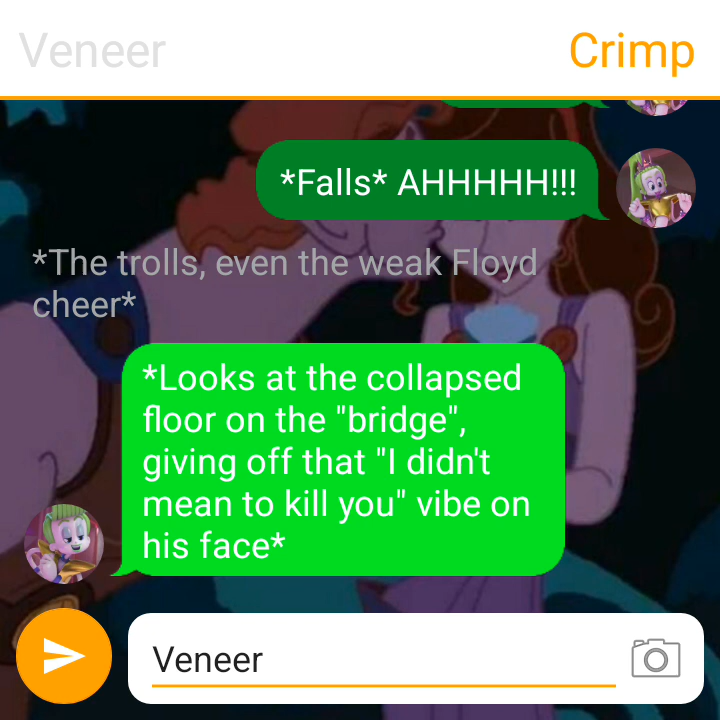 Veneer
Crimp
*Falls* AHHHHH!!!
*The trolls, even the weak Floyd
cheer*
*Looks at the collapsed
floor on the "bridge",
giving off that "I didn't
mean to kill you" vibe on
his face*
Veneer